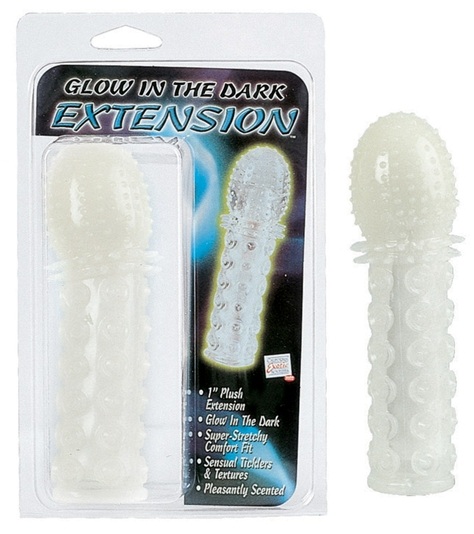 GLOW IN THE DARK
EXTENSION
• 1" Plush
Extension
• Glow In The Dark
• Super-Stretchy
Comfort Fit
• Sensual Ticklers
& Textures
• Pleasantly Scented
Exotic